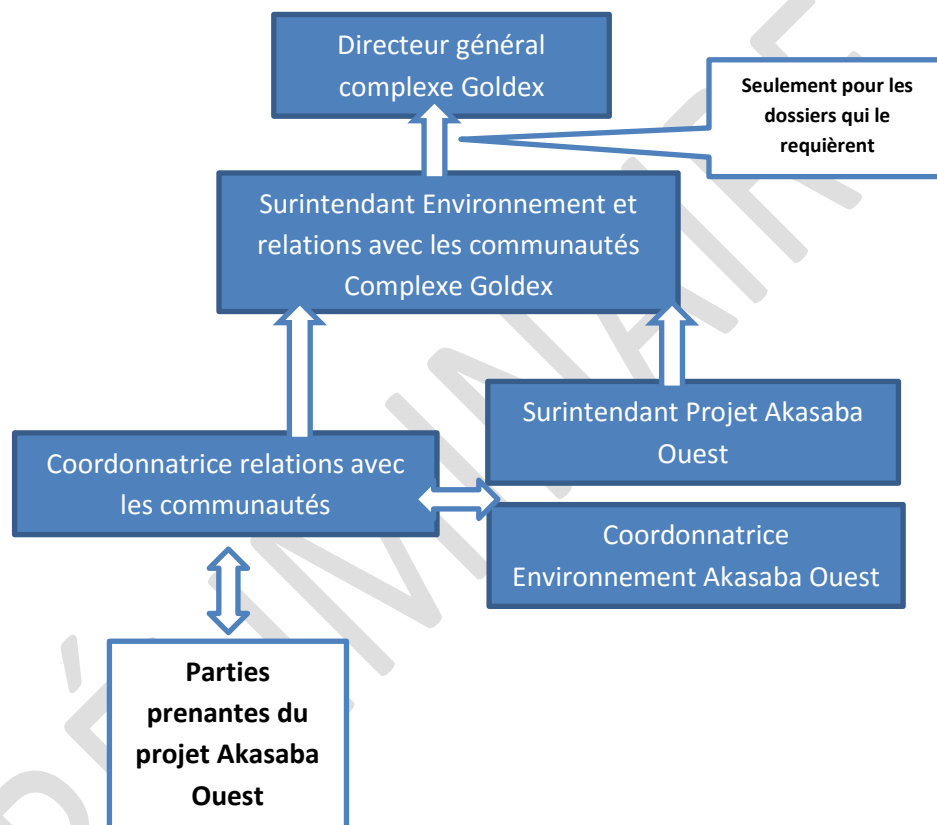 Directeur général
complexe Goldex
Seulement pour les
dossiers qui le
requièrent
Surintendant Environnement et
relations avec les communautés
Complexe Goldex
Surintendant Projet Akasaba
Ouest
Coordonnatrice relations avec
les communautés
Coordonnatrice
Environnement Akasaba Ouest
Parties
prenantes du
projet Akasaba
Ouest